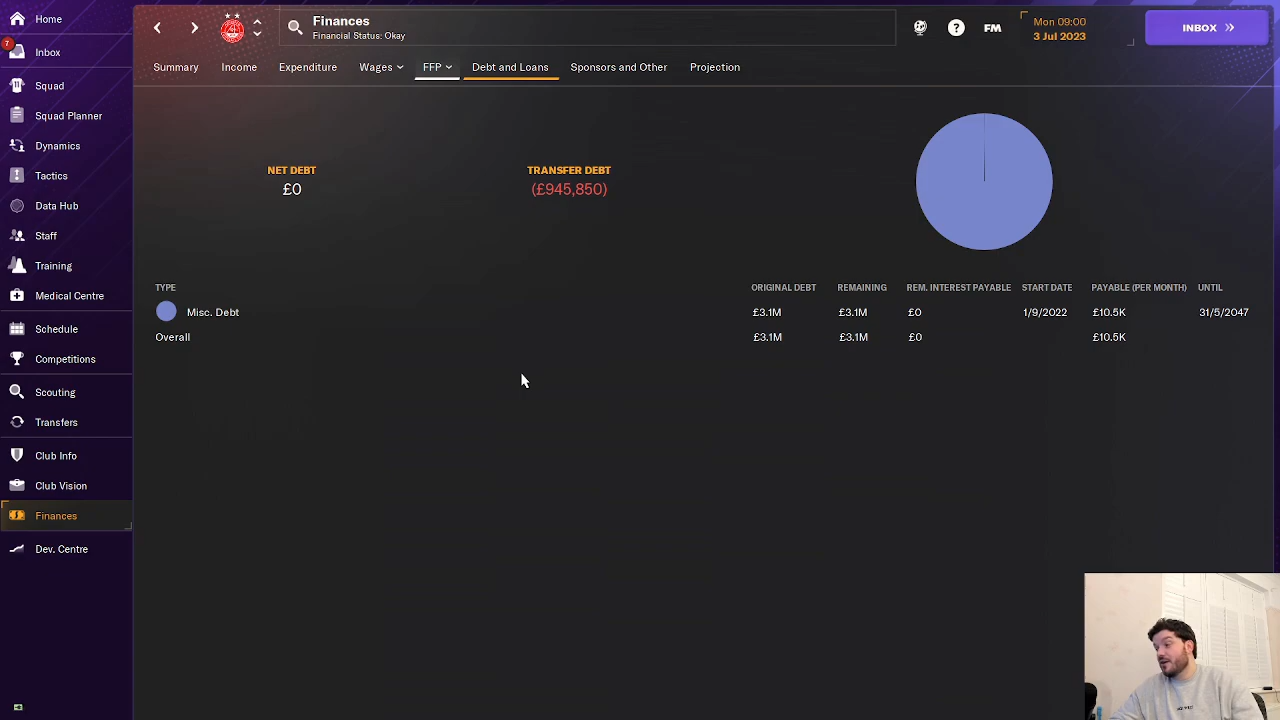 Home
7
Inbox
Squad
Squad Planner
Dynamics
Tactics
Data Hub
Staff
Training
Medical Centre
Schedule
Competitions
Scouting
Transfers
Club Info
Club Vision
Finances
Dev. Centre
Finances
Financial Status: Okay
FM
Mon 09:00
3 Jul 2023
INBOX
Summary Income Expenditure Wages FFP Debt and Loans Sponsors and Other Projection
NET DEBT
£0
TRANSFER DEBT
(£945,850)
TYPE ORIGINAL DEBT REMAINING REM. INTEREST PAYABLE START DATE PAYABLE (PER MONTH) UNTIL
Misc. Debt £3.1M £3.1M £0 1/9/2022 £10.5K 31/5/2047
Overall £3.1M £3.1M £0 £10.5K